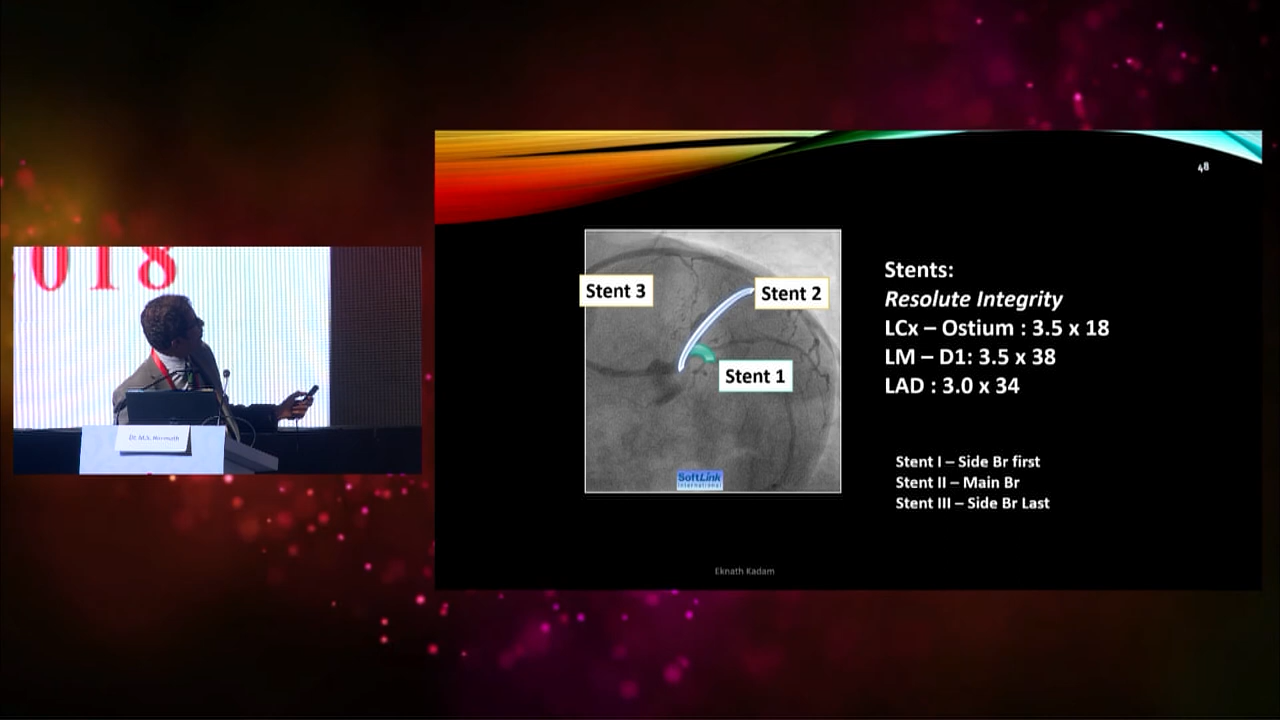 2018
48
Stent 3
Stent 2
Stent 1
SoftLink
International
Stents:
Resolute Integrity
LCx – Ostium : 3.5 x 18
LM – D1: 3.5 x 38
LAD : 3.0 x 34
Stent I – Side Br first
Stent II – Main Br
Stent III – Side Br Last
Eknath Kadam